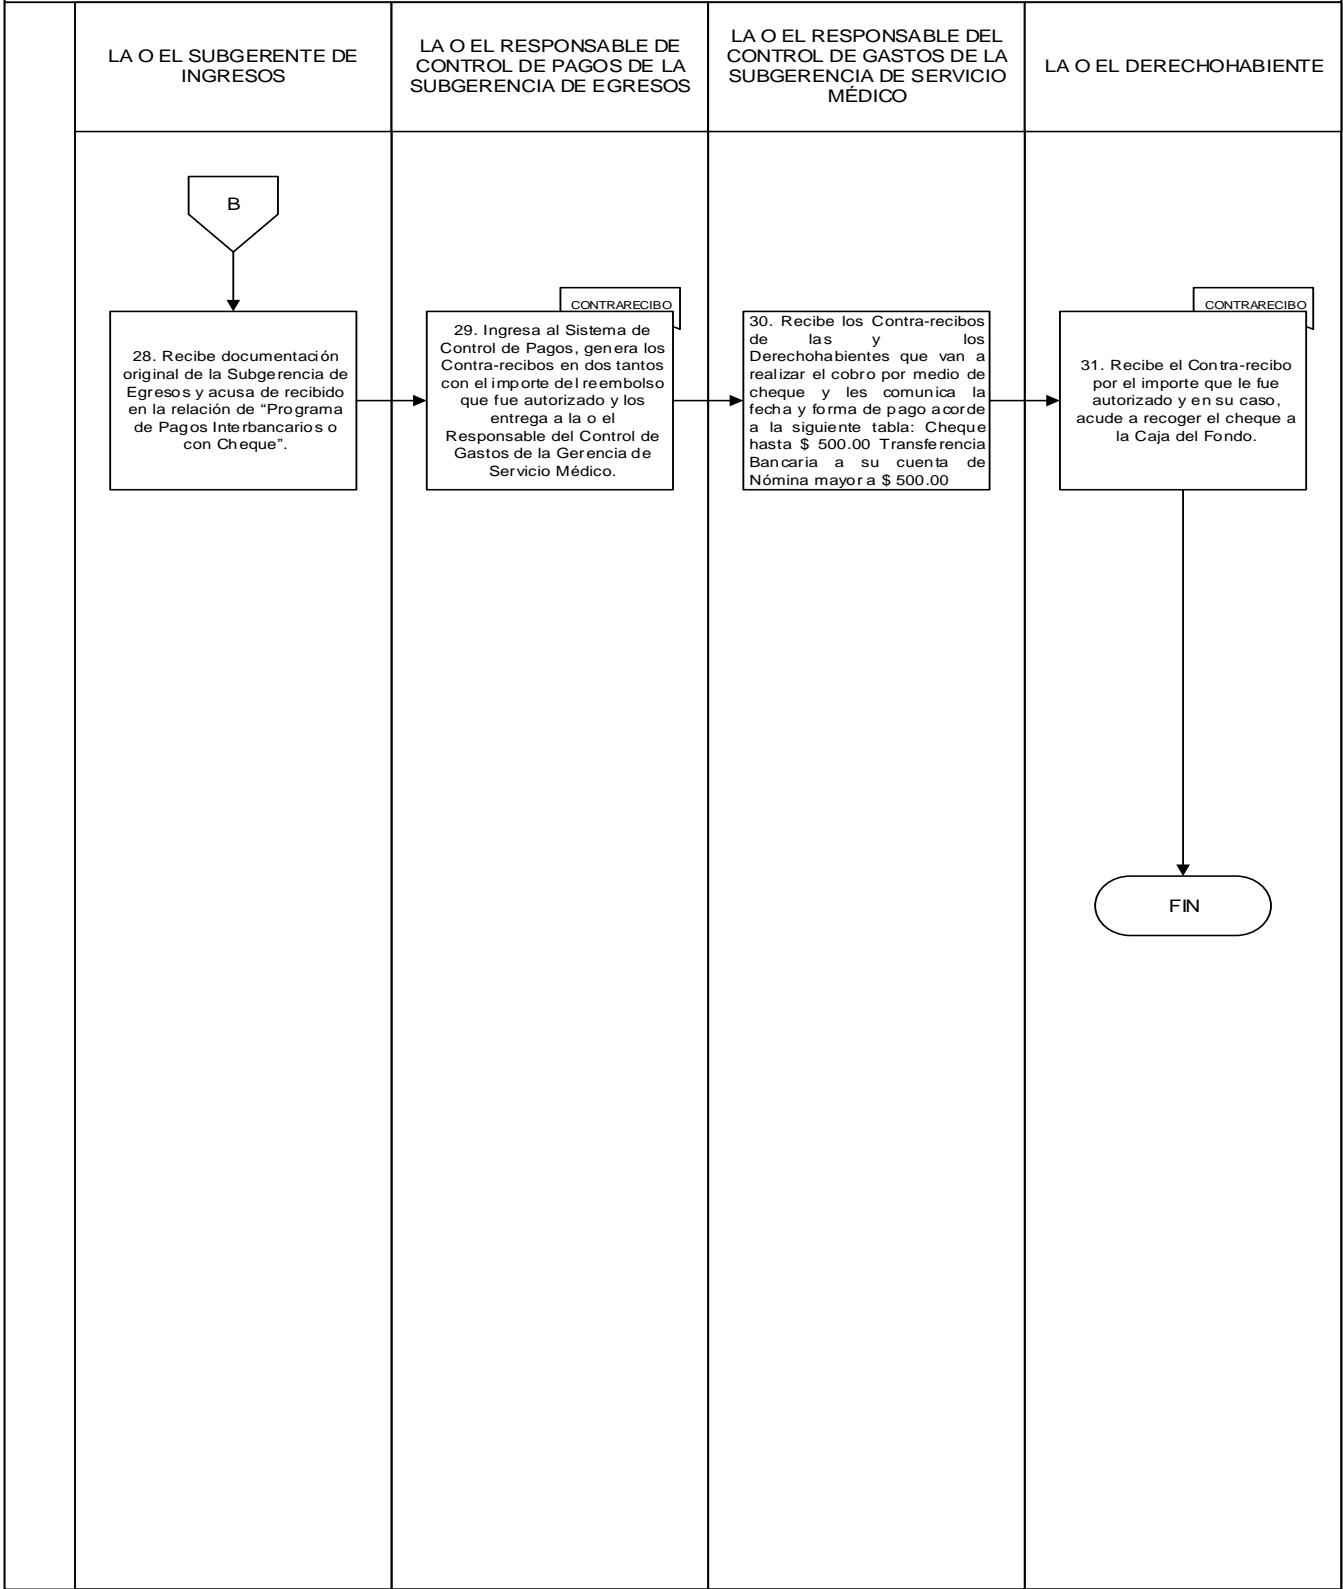 LA O EL SUBGERENTE DE
INGRESOS
LA O EL RESPONSABLE DE
CONTROL DE PAGOS DE LA
SUBGERENCIA DE EGRESOS
LA O EL RESPONSABLE DEL
CONTROL DE GASTOS DE LA
SUBGERENCIA DE SERVICIO
MÉDICO
LA O EL DERECHOHABIENTE
B
28. Recibe documentación
original de la Subgerencia de
Egresos y acusa de recibido
en la relación de “Programa
de Pagos Interbancarios o
con Cheque”.
CONTRARECIBO
29. Ingresa al Sistema de
Control de Pagos, genera los
Contra-recibos en dos tantos
con el importe del reembolso
que fue autorizado y los
entrega a la o el
Responsable del Control de
Gastos de la Gerencia de
Servicio Médico.
30. Recibe los Contra-recibos
de las y los
Derechohabientes que van a
realizar el cobro por medio de
cheque y les comunica la
fecha y forma de pago acorde
a la siguiente tabla: Cheque
hasta $ 500.00 Transferencia
Bancaria a su cuenta de
Nómina mayor a $ 500.00
CONTRARECIBO
31. Recibe el Contra-recibo
por el importe que le fue
autorizado y en su caso,
acude a recoger el cheque a
la Caja del Fondo.
FIN